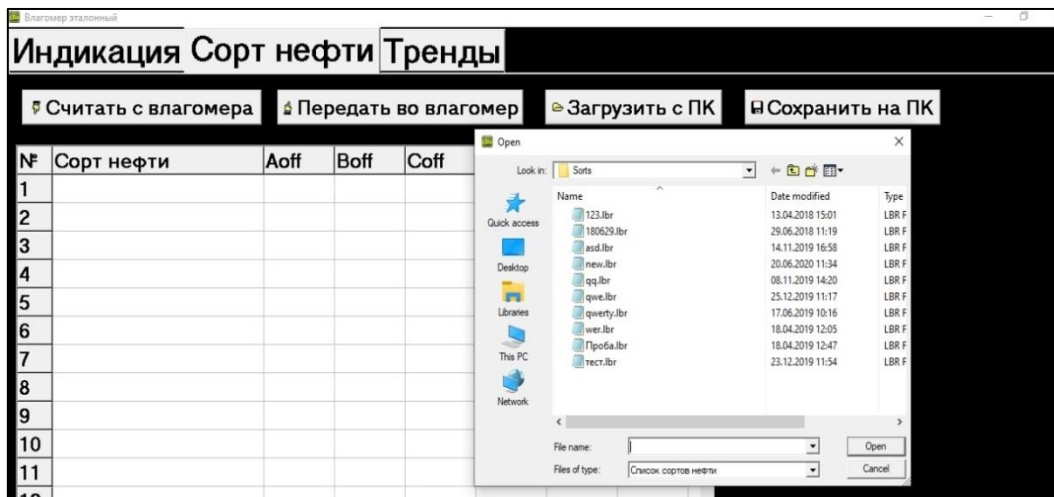 Влагомер эталонный
Индикация Сорт нефти Тренды
Считать с влагомера Передать во влагомер Загрузить с ПК Сохранить на ПК
№ Сорт нефти Aoff Boff Coff
1
2
3
4
5
6
7
8
9
10
11
Open
Look in: Sorts
Quick access
Desktop
Libraries
This PC
Network
Name Date modified Type
123.lbr 13.04.2018 15:01 LBR F
180629.lbr 29.06.2018 11:19 LBR F
asd.lbr 14.11.2019 16:58 LBR F
new.lbr 20.06.2020 11:34 LBR F
qq.lbr 08.11.2019 14:20 LBR F
qwe.lbr 25.12.2019 11:17 LBR F
qwerty.lbr 17.06.2019 10:16 LBR F
wer.lbr 18.04.2019 12:05 LBR F
Проба.lbr 18.04.2019 12:47 LBR F
тест.lbr 23.12.2019 11:54 LBR F
File name: Open
Files of type: Список сортов нефти Cancel